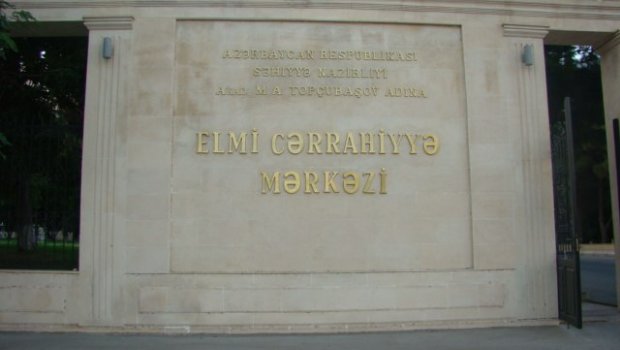 AZƏRBAYCAN RESPUBLİKASI
SƏHİYYƏ NAZİRLİYİ
AKAD. M.A. TOPÇUBAŞOV ADINA
ELMİ CƏRRAHİYYƏ
MƏRKƏZİ